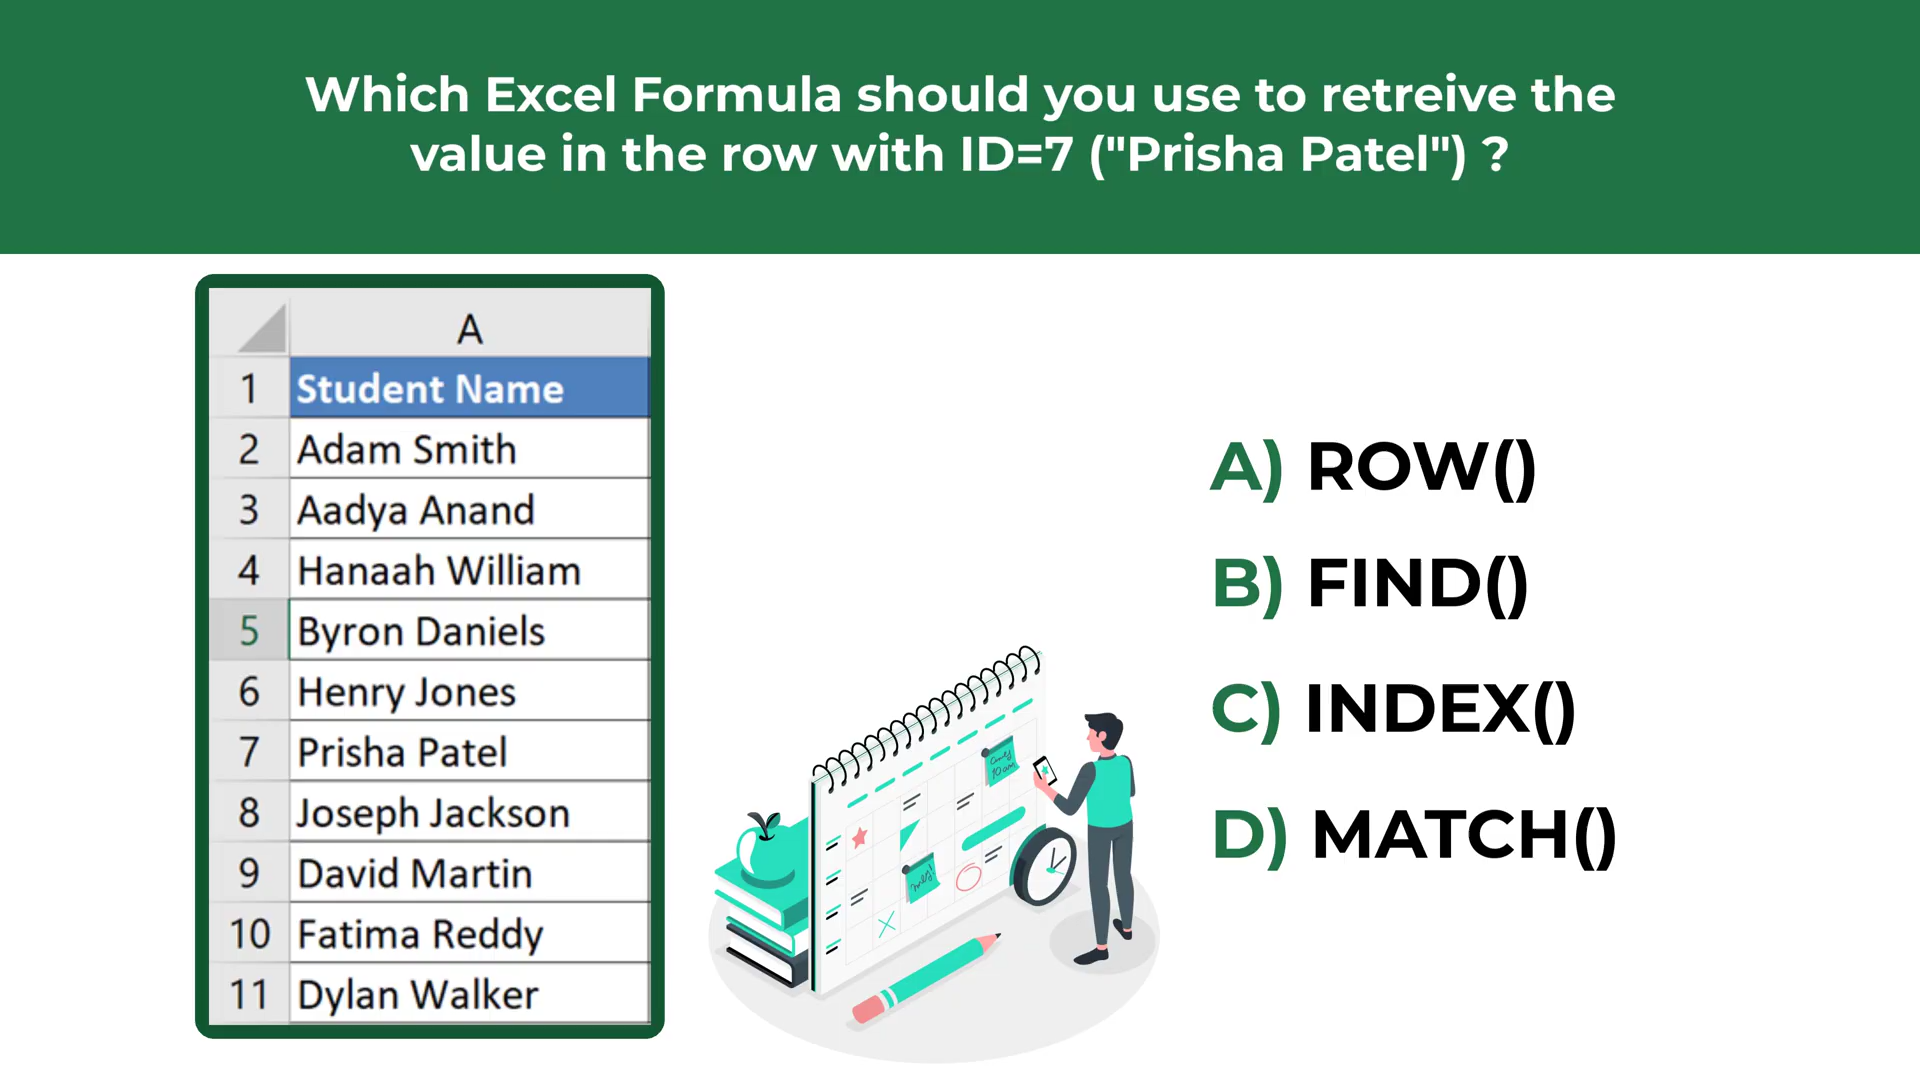 Which Excel Formula should you use to retreive the
value in the row with ID=7 ("Prisha Patel") ?
A
1 Student Name
2 Adam Smith
3 Aadya Anand
4 Hanaah William
5 Byron Daniels
6 Henry Jones
7 Prisha Patel
8 Joseph Jackson
9 David Martin
10 Fatima Reddy
11 Dylan Walker
A) ROW()
B) FIND()
C) INDEX()
D) MATCH()